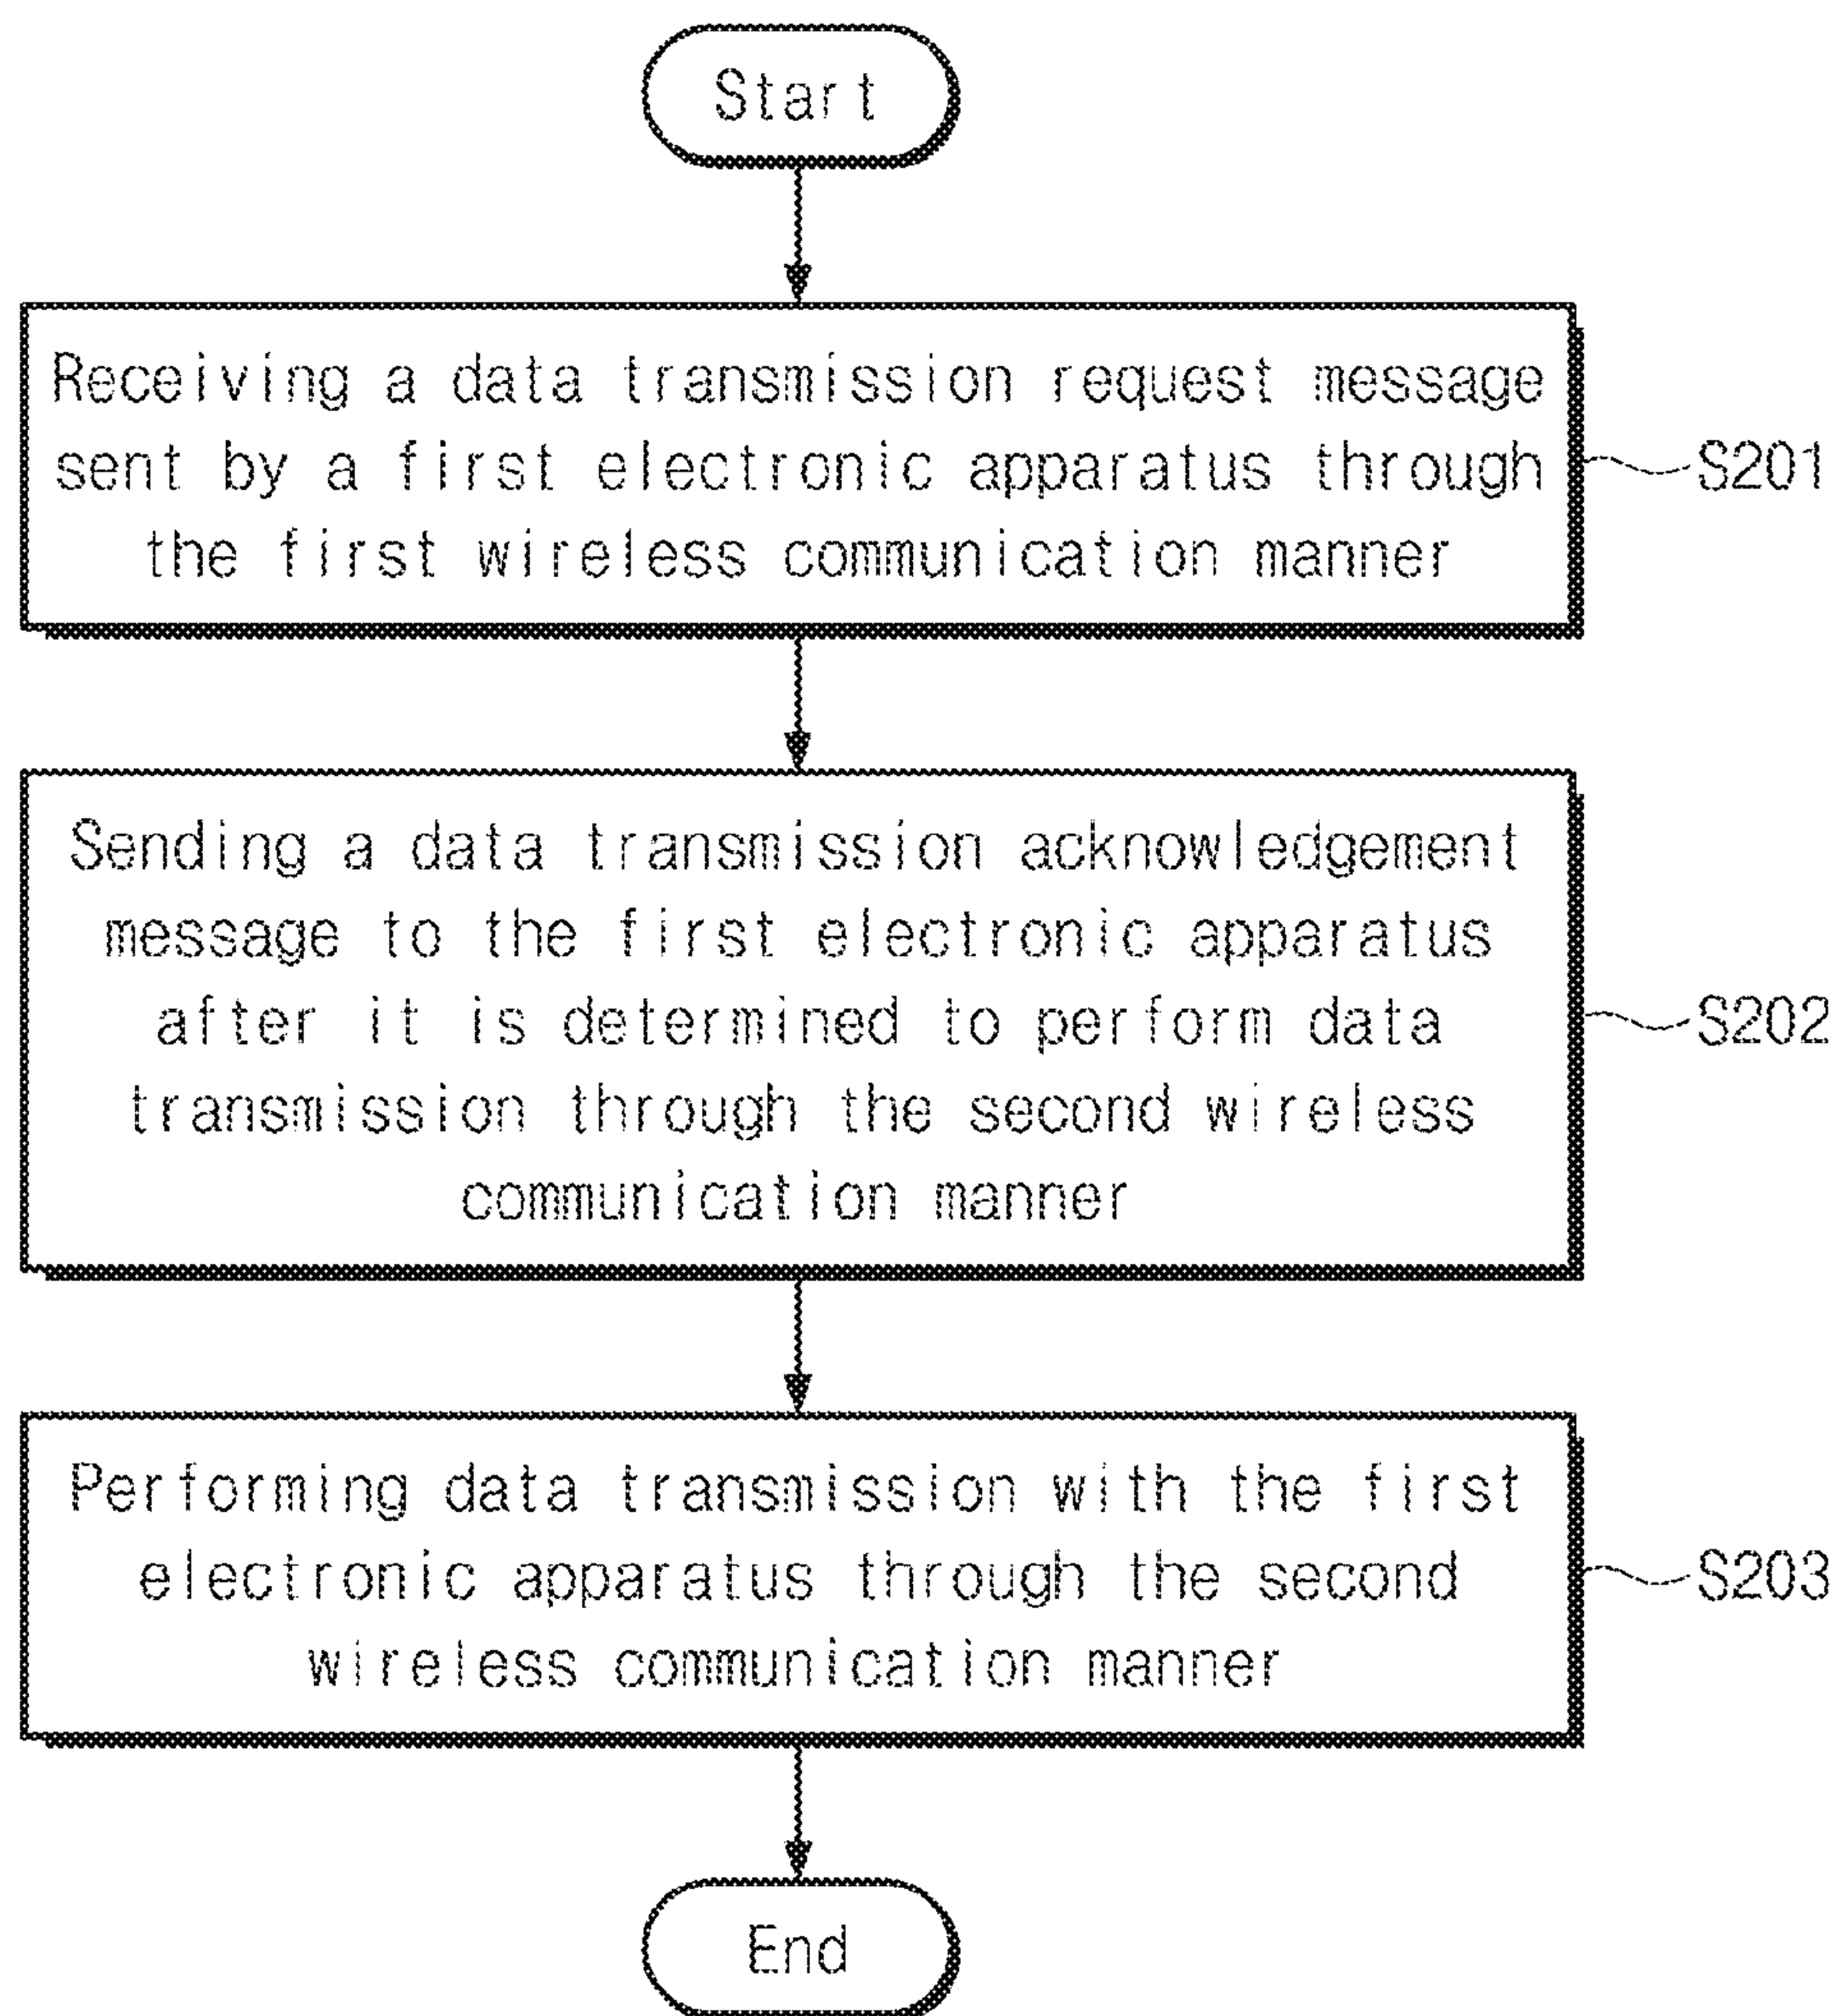 Start
Receiving a data transmission request message
sent by a first electronic apparatus through
the first wireless communication manner
S201
Sending a data transmission acknowledgement
message to the first electronic apparatus
after it is determined to perform data
transmission through the second wireless
communication manner
S202
Performing data transmission with the first
electronic apparatus through the second
wireless communication manner
S203
End